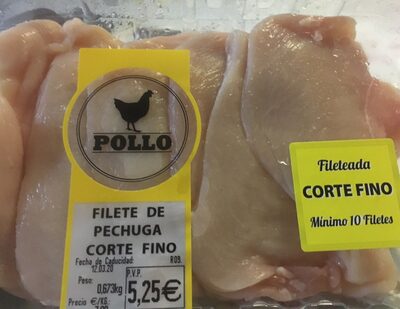 POLLO
FILETE DE
PECHUGA
CORTE FINO
Fecha de Caducidad: ROB.
12.03.20
Peso:
0,673kg
P.V.P.
5,25€
Precio €/KG.
Fileteada
CORTE FINO
Mínimo 10 Filetes